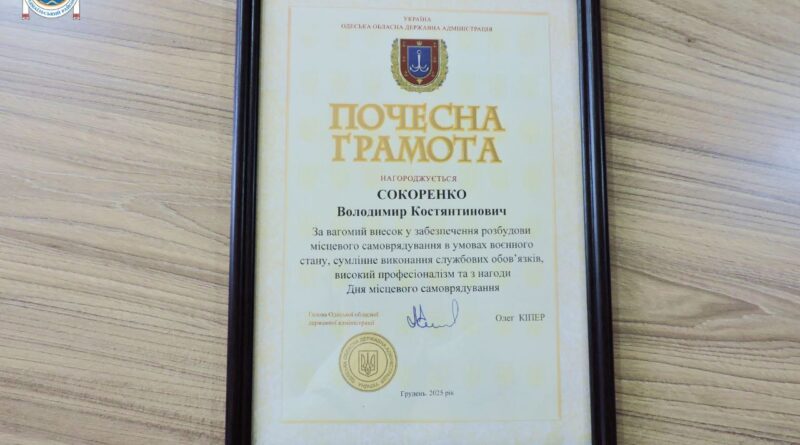 УКРАЇНА
ОДЕСЬКА ОБЛАСНА ДЕРЖАВНА АДМІНІСТРАЦІЯ
ПОЧЕСНА
ГРАМОТА
НАГОРОДЖУЄТЬСЯ
СОКОРЕНКО
Володимир Костянтинович
За вагомий внесок у забезпечення розбудови
місцевого самоврядування в умовах воєнного
стану, сумлінне виконання службових обов’язків,
високий професіоналізм та з нагоди
Дня місцевого самоврядування
Голова Одеської обласної
державної адміністрації
Олег КІПЕР
Грудень 2025 рік